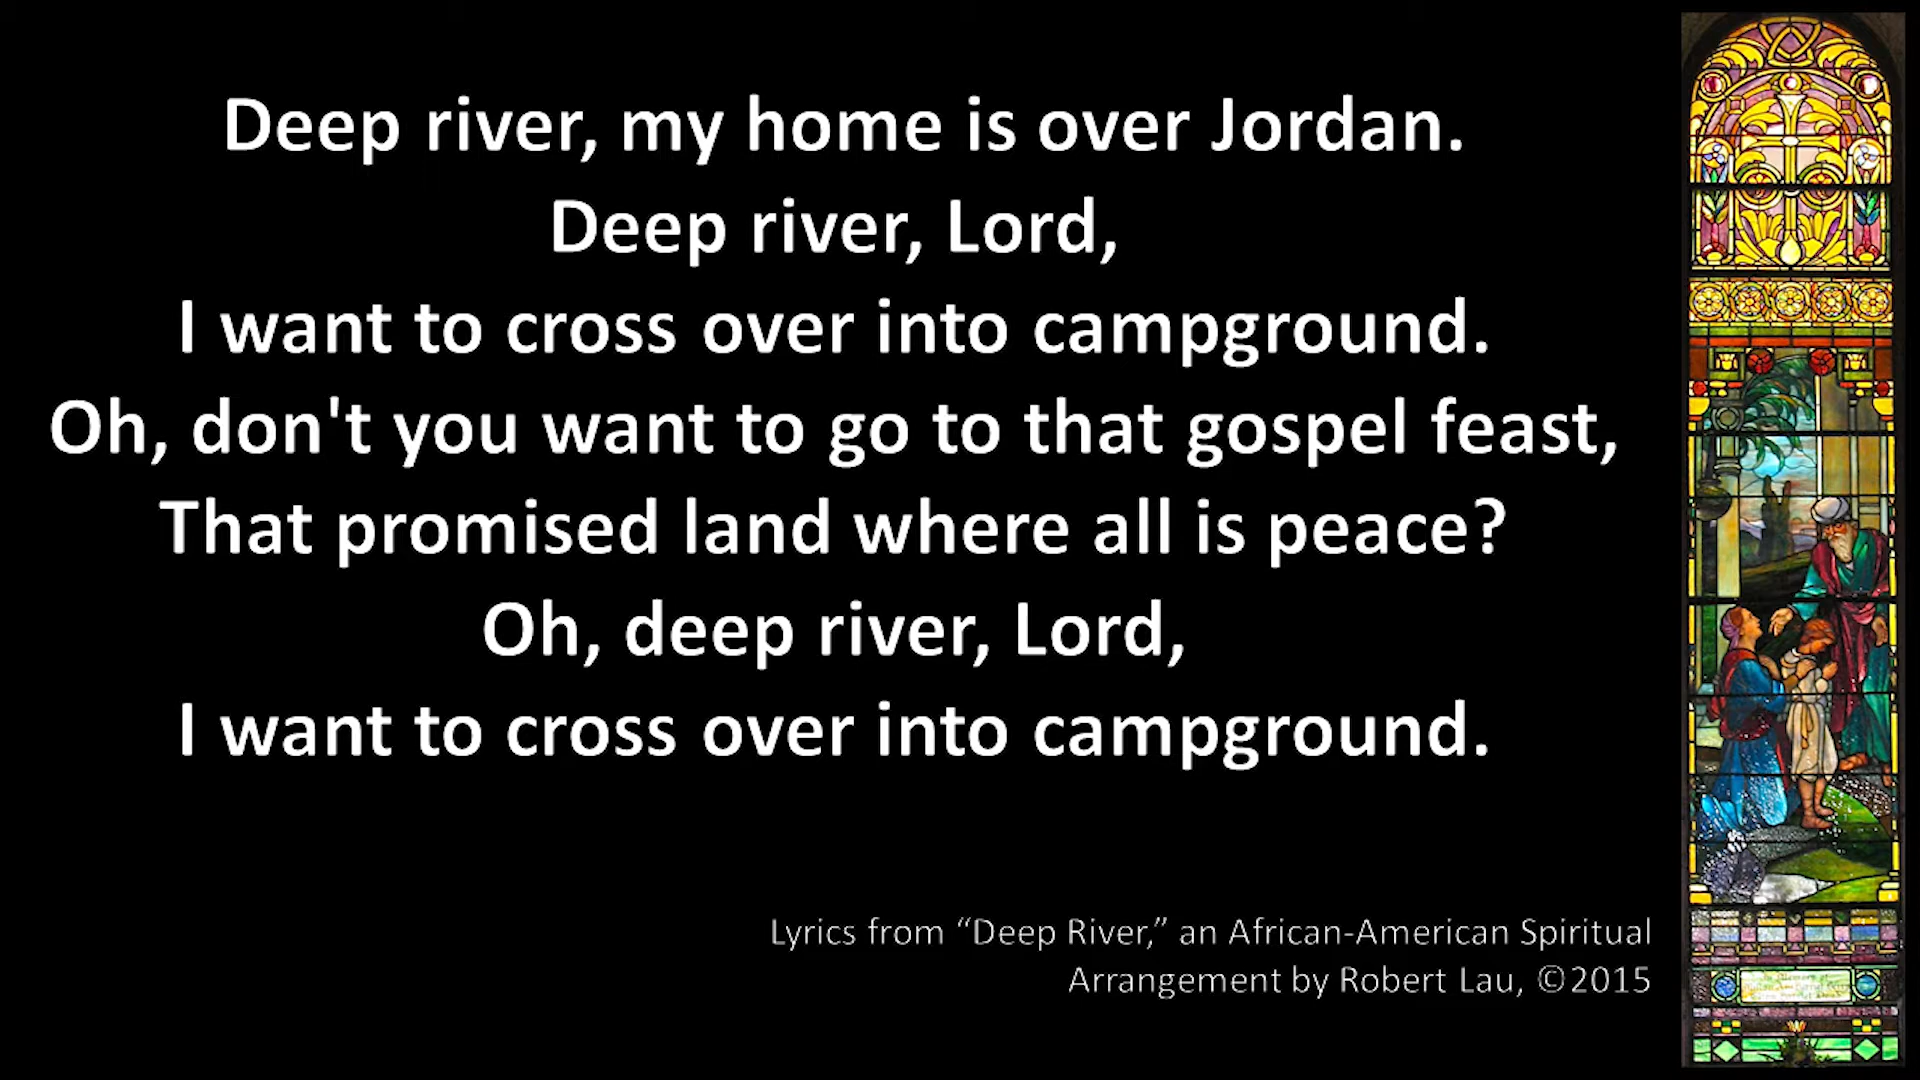 Deep river, my home is over Jordan.
Deep river, Lord,
I want to cross over into campground.
Oh, don't you want to go to that gospel feast,
That promised land where all is peace?
Oh, deep river, Lord,
I want to cross over into campground.
Lyrics from “Deep River,” an African-American Spiritual
Arrangement by Robert Lau, ©2015